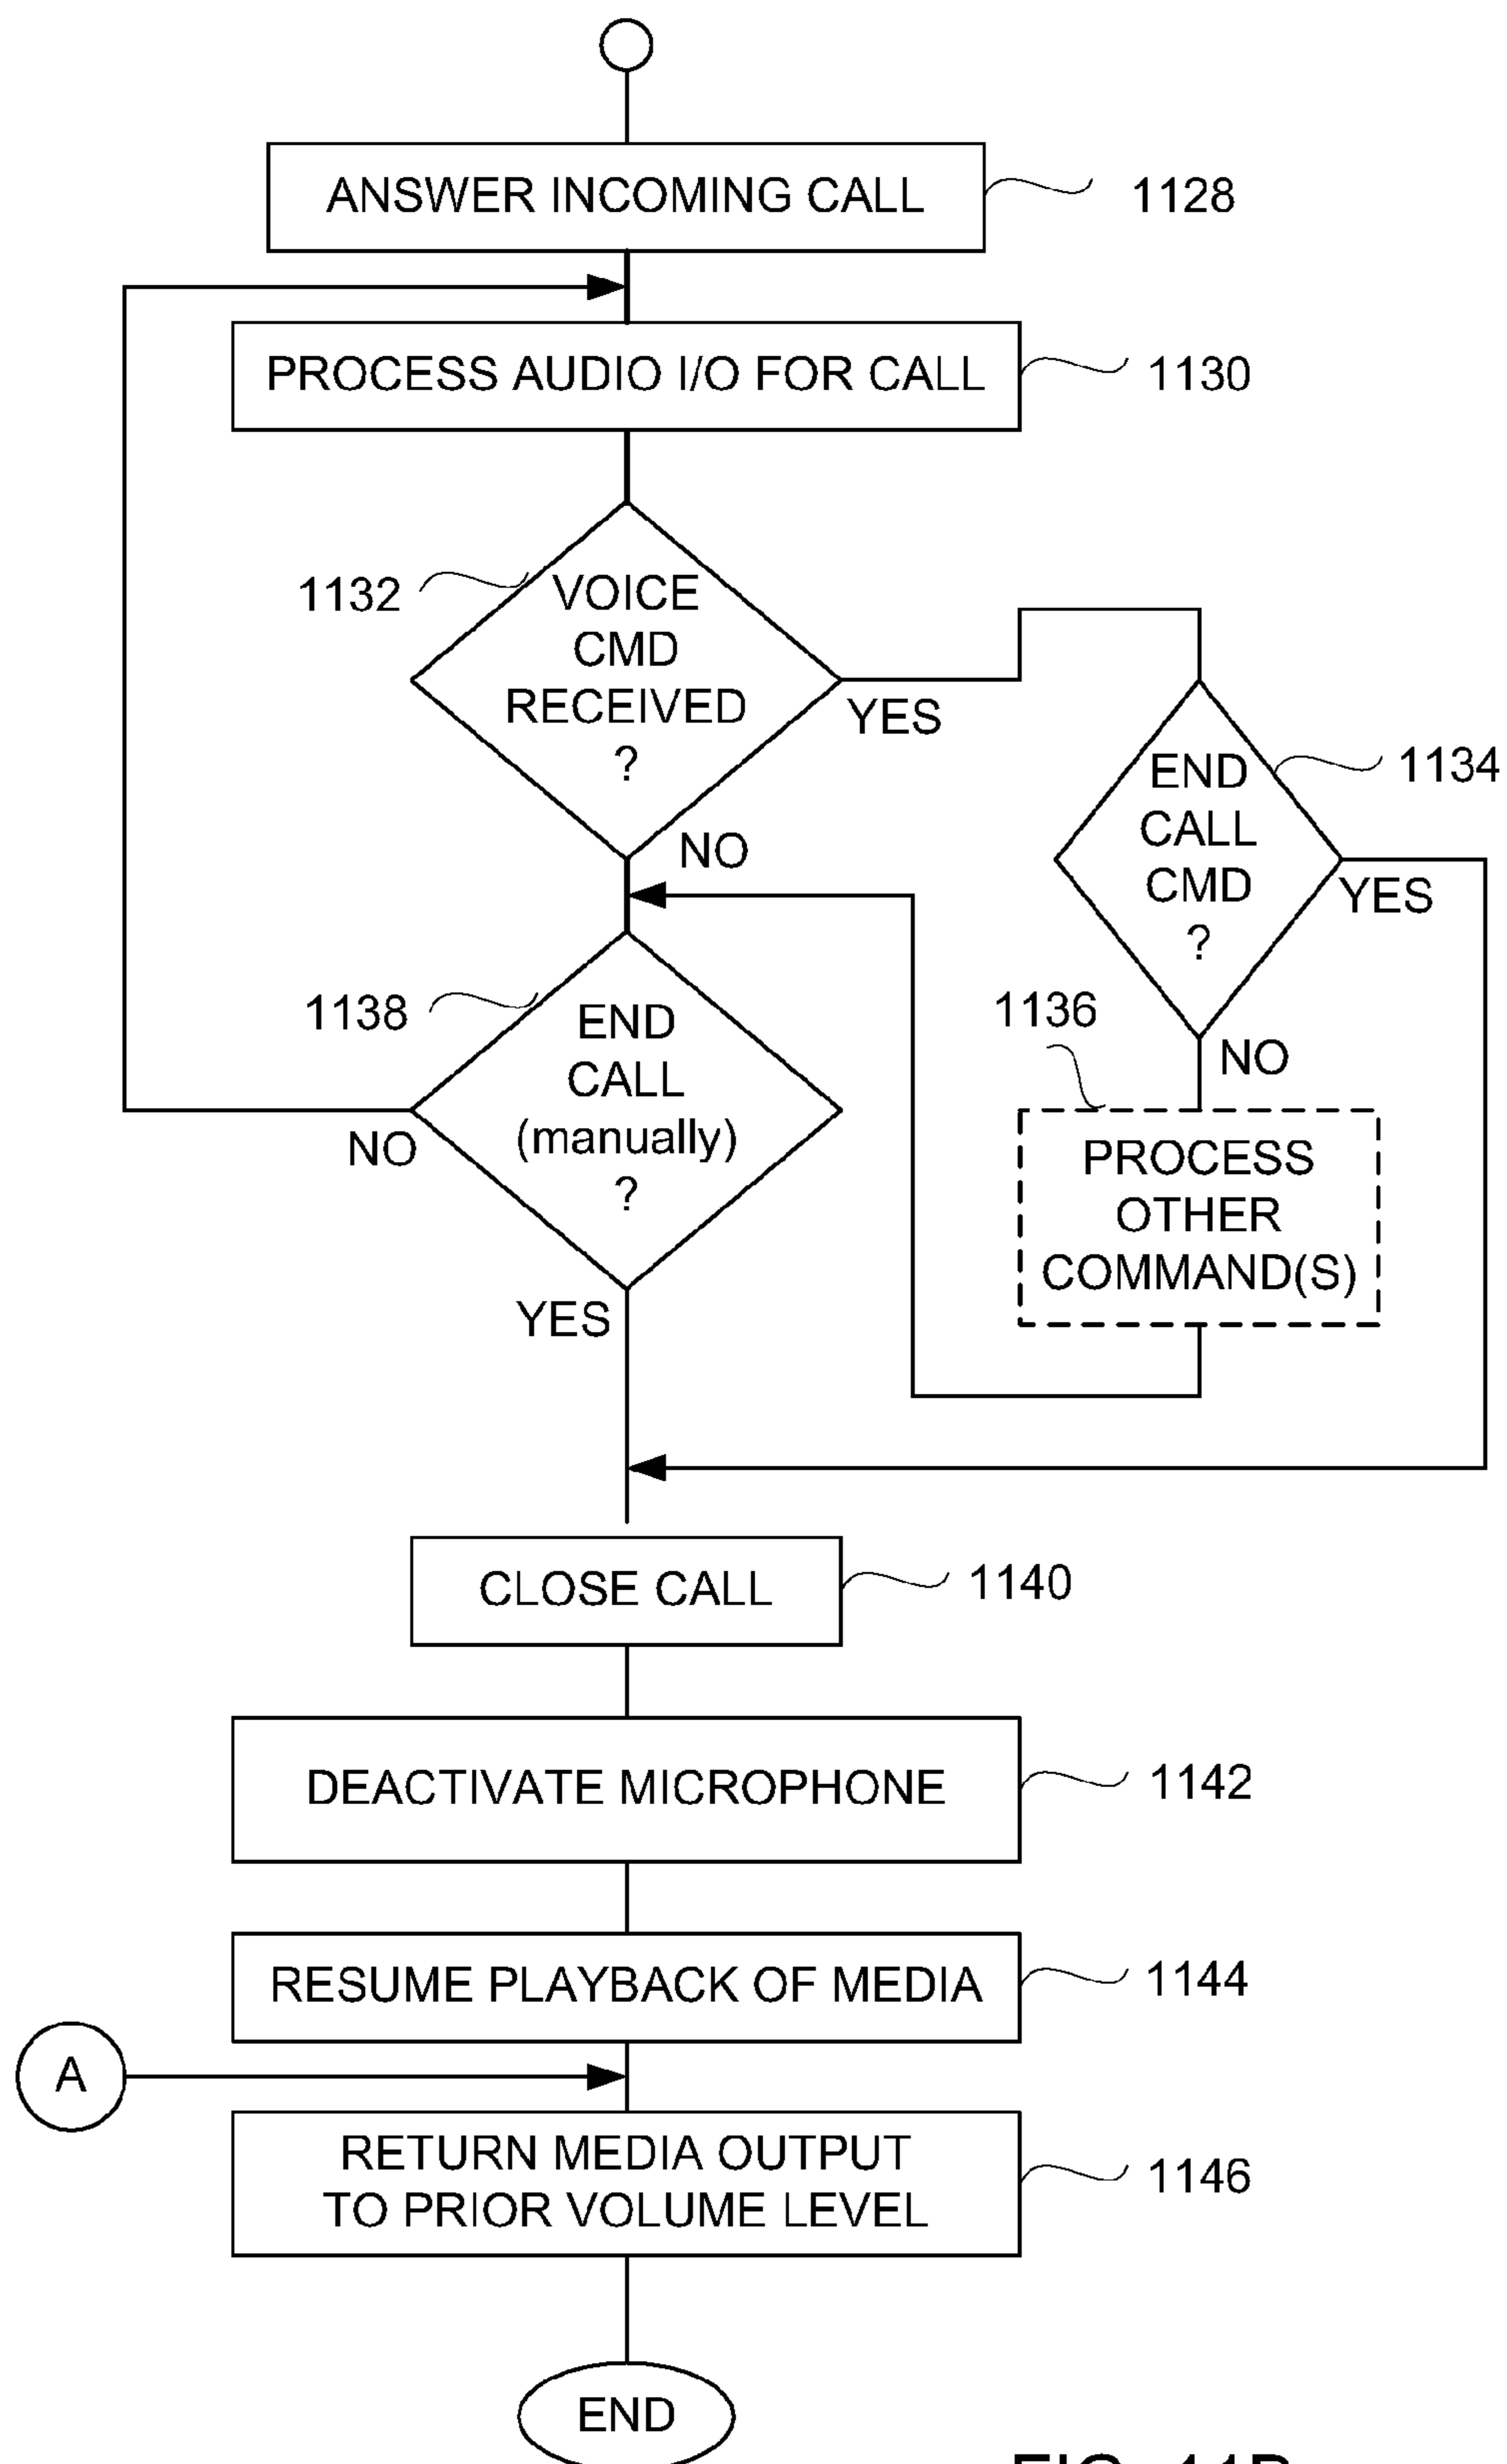 ANSWER INCOMING CALL
1128
PROCESS AUDIO I/O FOR CALL
1130
1132
VOICE
CMD
RECEIVED
?
YES
NO
END
CALL
CMD
?
1134
YES
NO
1136
PROCESS
OTHER
COMMAND(S)
1138
END
CALL
(manually)
?
NO
YES
CLOSE CALL
1140
DEACTIVATE MICROPHONE
1142
RESUME PLAYBACK OF MEDIA
1144
A
RETURN MEDIA OUTPUT
TO PRIOR VOLUME LEVEL
1146
END